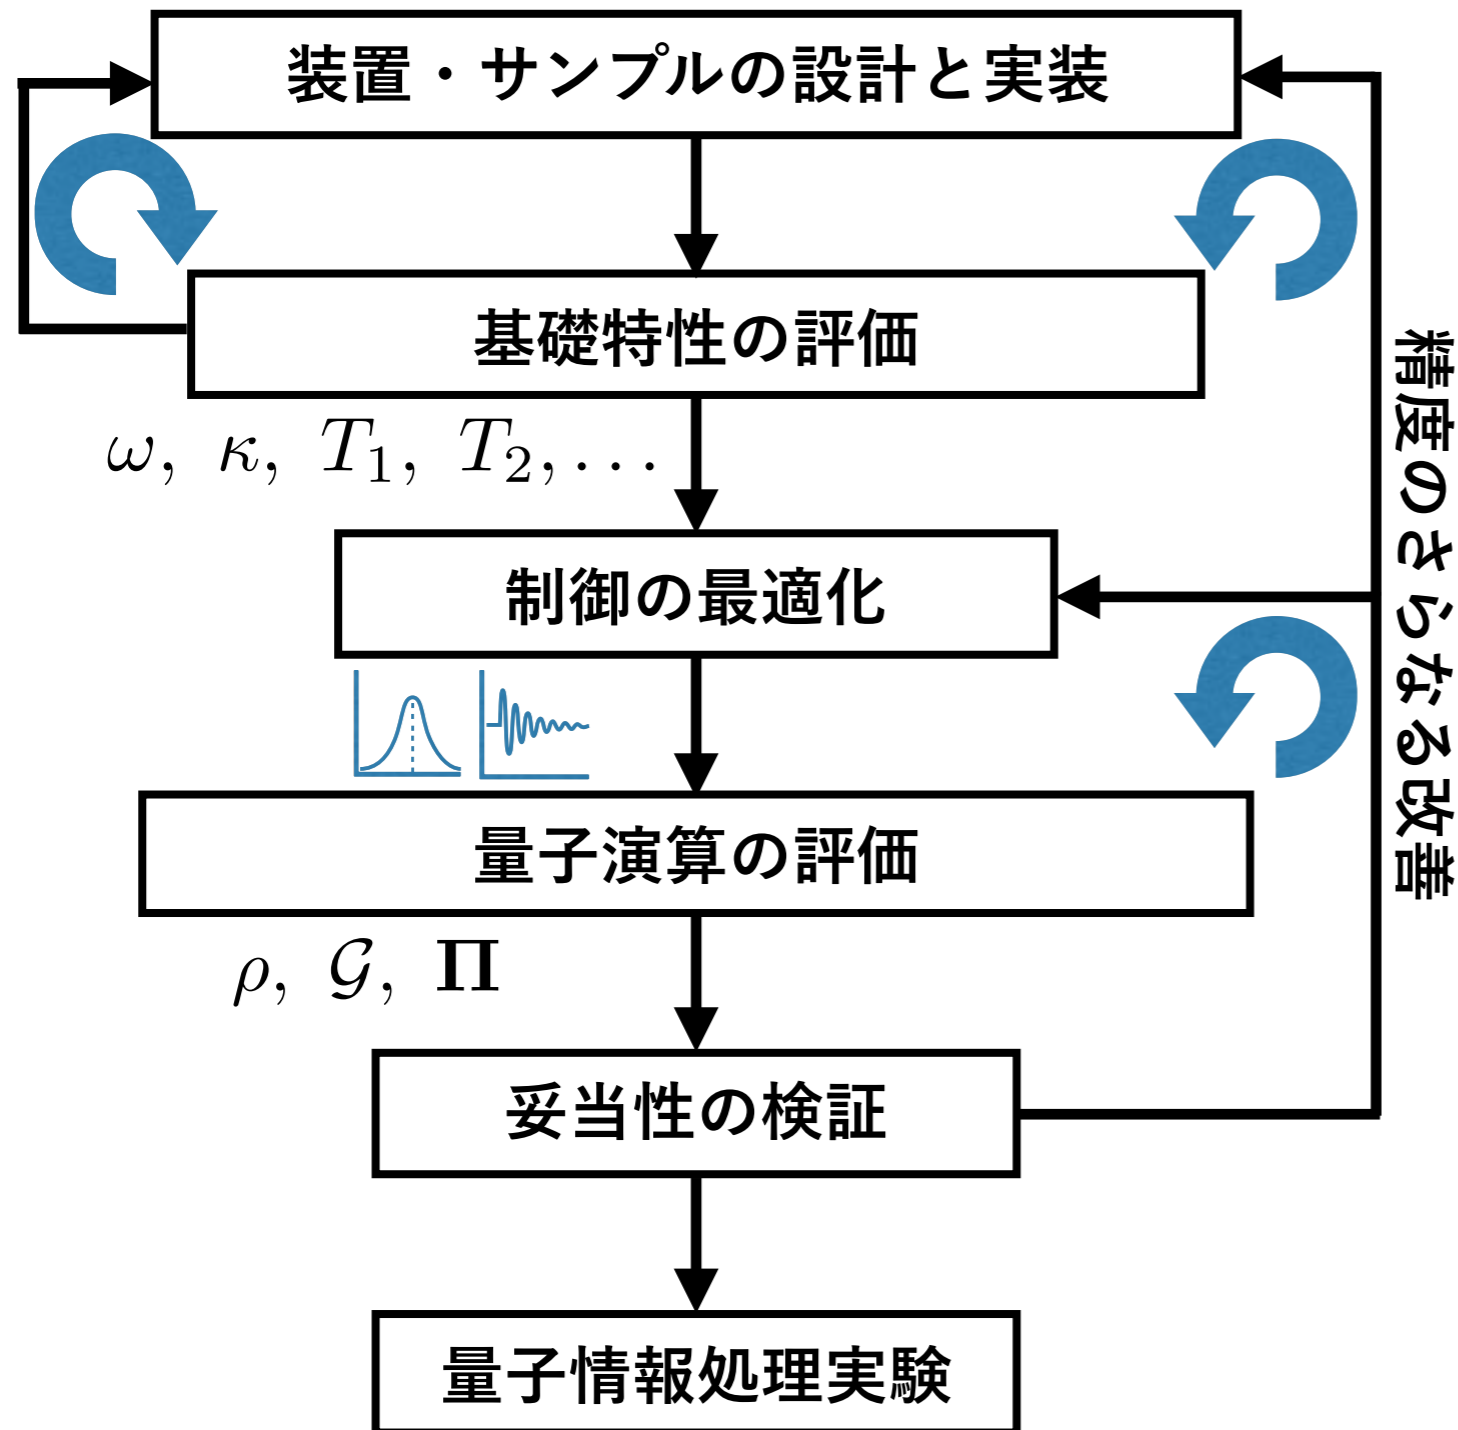 装置・サンプルの設計と実装
基礎特性の評価
ω, κ, T₁, T₂, . . .
制御の最適化
量子演算の評価
ρ, 𝒢, 𝚷
妥当性の検証
量子情報処理実験
精度のさらなる改善